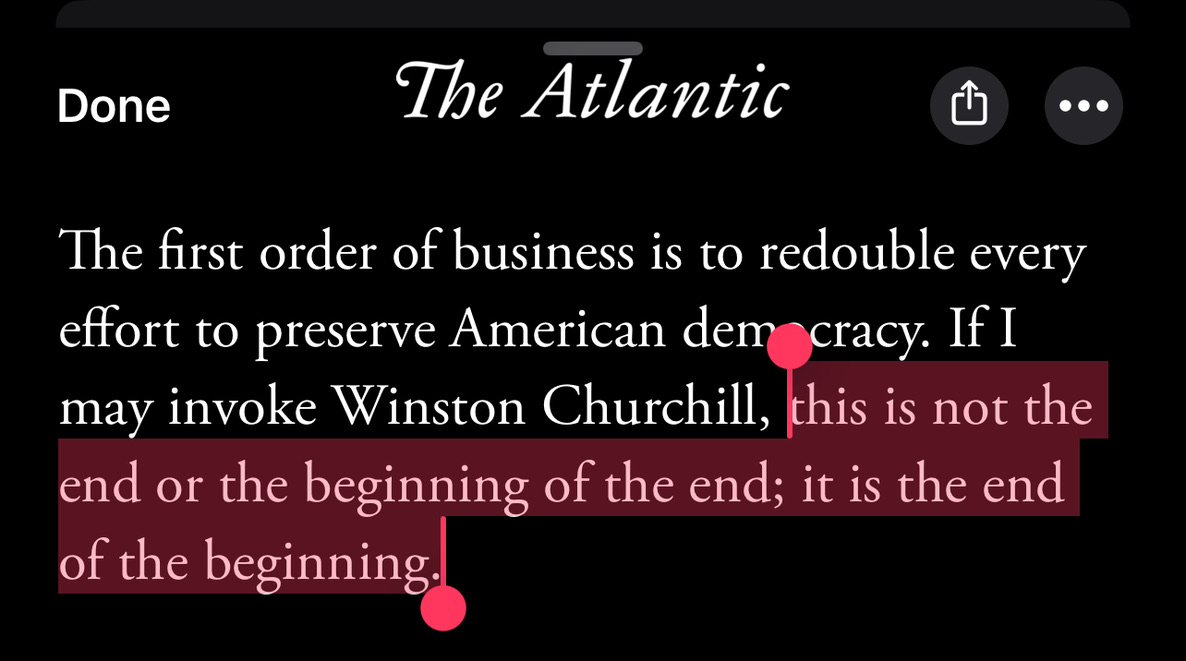 Done
The Atlantic
The first order of business is to redouble every
effort to preserve American democracy. If I
may invoke Winston Churchill, this is not the
end or the beginning of the end; it is the end
of the beginning.